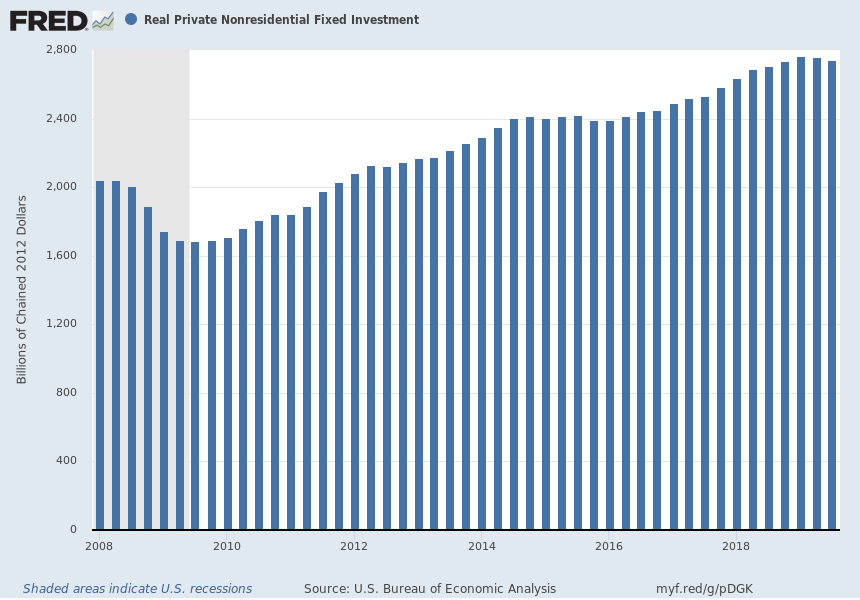 FRED Real Private Nonresidential Fixed Investment
2,800
2,400
2,000
1,600
1,200
800
400
0
Billions of Chained 2012 Dollars
2008 2010 2012 2014 2016 2018
Shaded areas indicate U.S. recessions Source: U.S. Bureau of Economic Analysis myf.red/g/pDGK